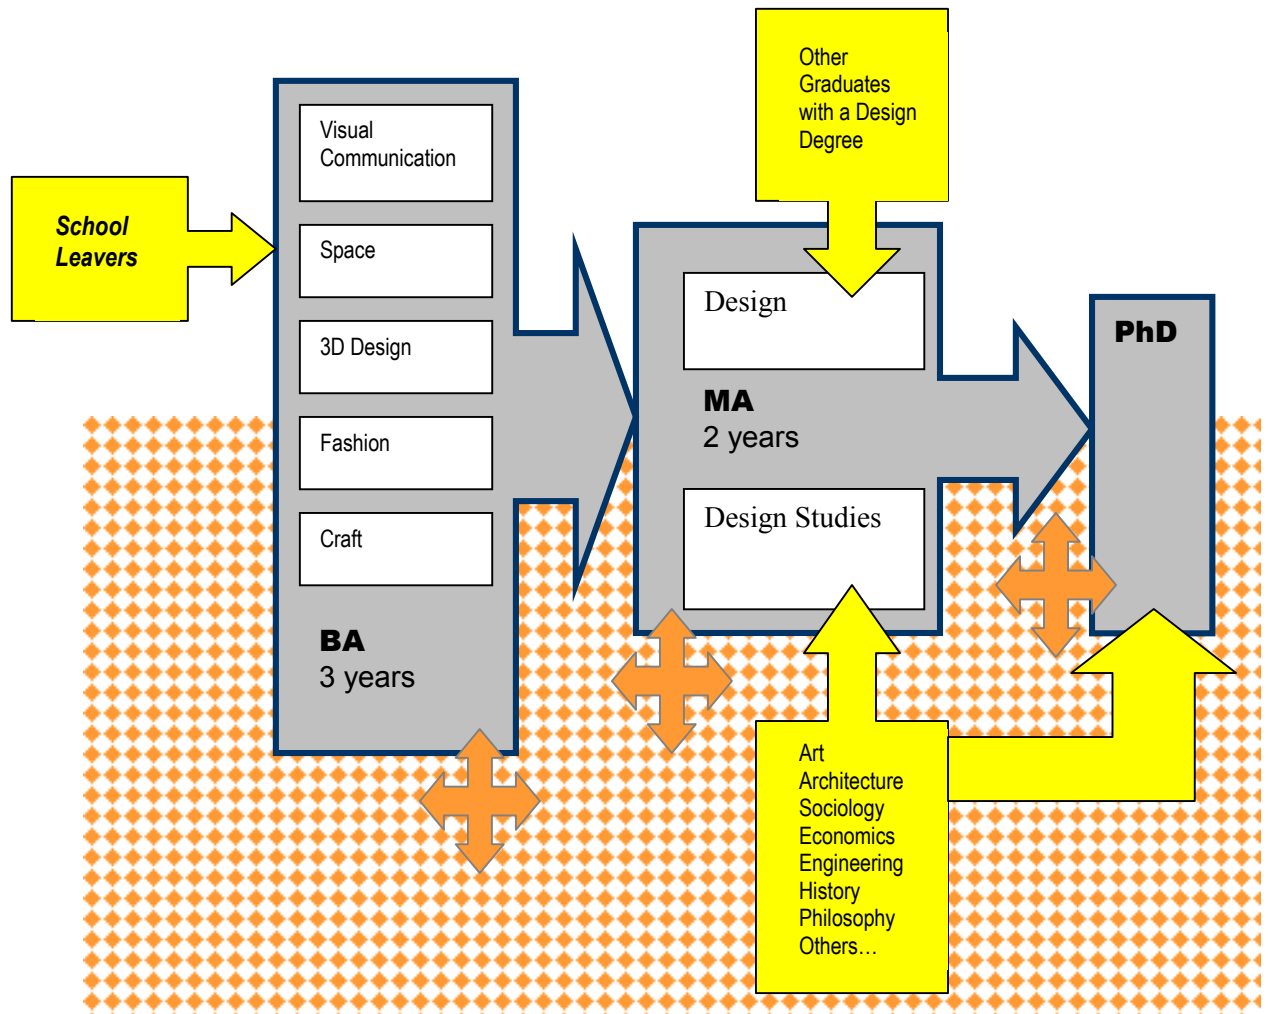 School
Leavers
Visual
Communication
Space
3D Design
Fashion
Craft
BA
3 years
Other
Graduates
with a Design
Degree
Design
MA
2 years
Design Studies
PhD
Art
Architecture
Sociology
Economics
Engineering
History
Philosophy
Others…